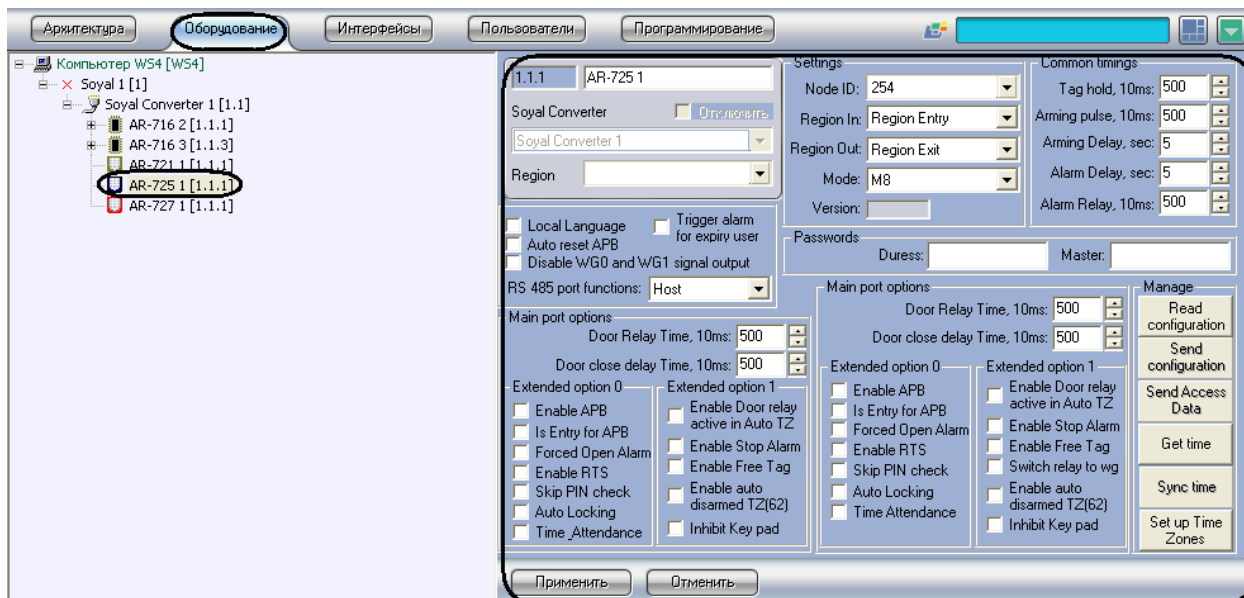 Архитектура
Оборудование
Интерфейсы
Пользователи
Программирование
Компьютер WS4 [WS4]
Soyal 1 [1]
Soyal Converter 1 [1.1]
AR-716 2 [1.1.1]
AR-716 3 [1.1.3]
AR-721 1 [1.1.1]
AR-725 1 [1.1.1]
AR-727 1 [1.1.1]
1.1.1
AR-725 1
Soyal Converter
Отключить
Soyal Converter 1
Region
Settings
Node ID: 254
Region In: Region Entry
Region Out: Region Exit
Mode: M8
Version:
Common timings
Tag hold, 10ms: 500
Arming pulse, 10ms: 500
Arming Delay, sec: 5
Alarm Delay, sec: 5
Alarm Relay, 10ms: 500
Local Language
Trigger alarm
for expiry user
Auto reset APB
Disable WG0 and WG1 signal output
RS 485 port functions: Host
Passwords
Duress:
Master:
Main port options
Door Relay Time, 10ms: 500
Door close delay Time, 10ms: 500
Extended option 0
Enable APB
Is Entry for APB
Forced Open Alarm
Enable RTS
Skip PIN check
Auto Locking
Time_Attendance
Extended option 1
Enable Door relay
active in Auto TZ
Enable Stop Alarm
Enable Free Tag
Enable auto
disarmed TZ(62)
Inhibit Key pad
Main port options
Door Relay Time, 10ms: 500
Door close delay Time, 10ms: 500
Extended option 0
Enable APB
Is Entry for APB
Forced Open Alarm
Enable RTS
Skip PIN check
Auto Locking
Time Attendance
Extended option 1
Enable Door relay
active in Auto TZ
Enable Stop Alarm
Enable Free Tag
Switch relay to wg
Enable auto
disarmed TZ(62)
Inhibit Key pad
Manage
Read
configuration
Send
configuration
Send Access
Data
Get time
Sync time
Set up Time
Zones
Применить
Отменить